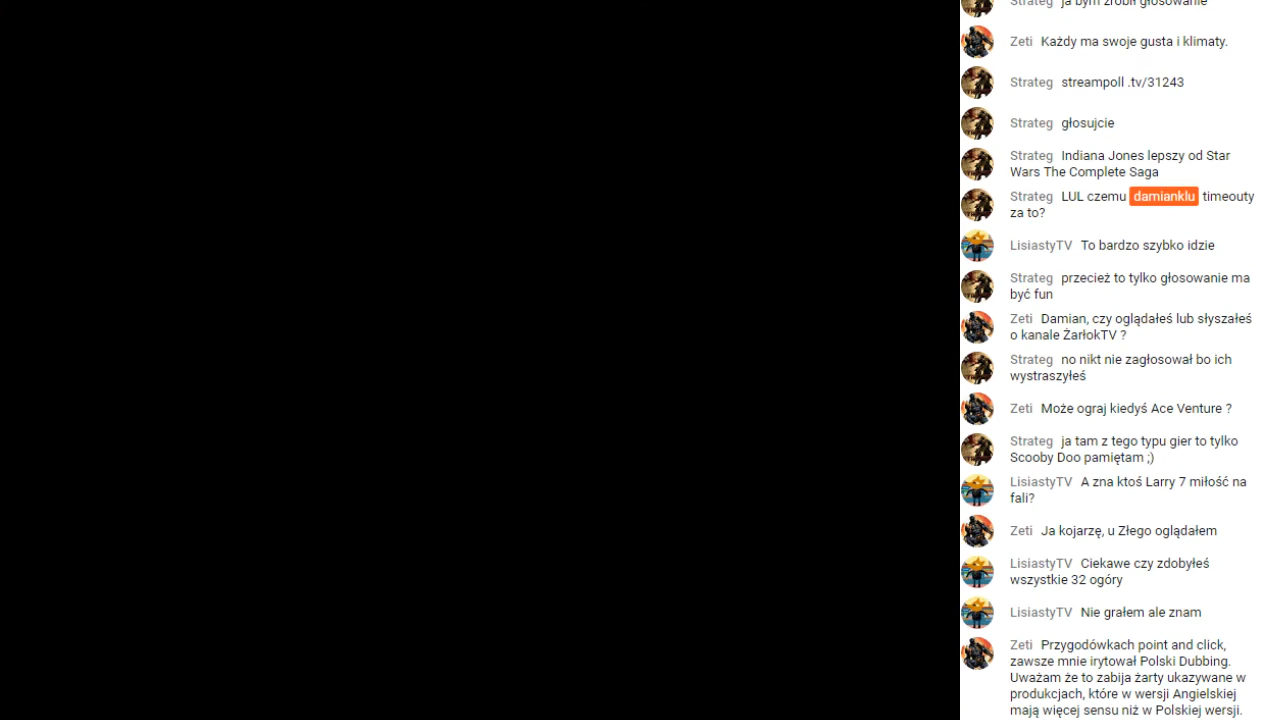 Strateg ja bym zrobił głosowanie
Zeti Każdy ma swoje gusta i klimaty.
Strateg streampoll .tv/31243
Strateg głosujcie
Strateg Indiana Jones lepszy od Star
Wars The Complete Saga
Strateg LUL czemu damianklu timeouty
za to?
LisiastyTV To bardzo szybko idzie
Strateg przecież to tylko głosowanie ma
być fun
Zeti Damian, czy oglądałeś lub słyszałeś
o kanale ŻarłokTV ?
Strateg no nikt nie zagłosował bo ich
wystraszyłeś
Zeti Może ograj kiedyś Ace Venture ?
Strateg ja tam z tego typu gier to tylko
Scooby Doo pamiętam ;)
LisiastyTV A zna ktoś Larry 7 miłość na
fali?
Zeti Ja kojarzę, u Złego oglądałem
LisiastyTV Ciekawe czy zdobyłeś
wszystkie 32 ogóry
LisiastyTV Nie grałem ale znam
Zeti Przygodówkach point and click,
zawsze mnie irytował Polski Dubbing.
Uważam że to zabija żarty ukazywane w
produkcjach, które w wersji Angielskiej
mają więcej sensu niż w Polskiej wersji.